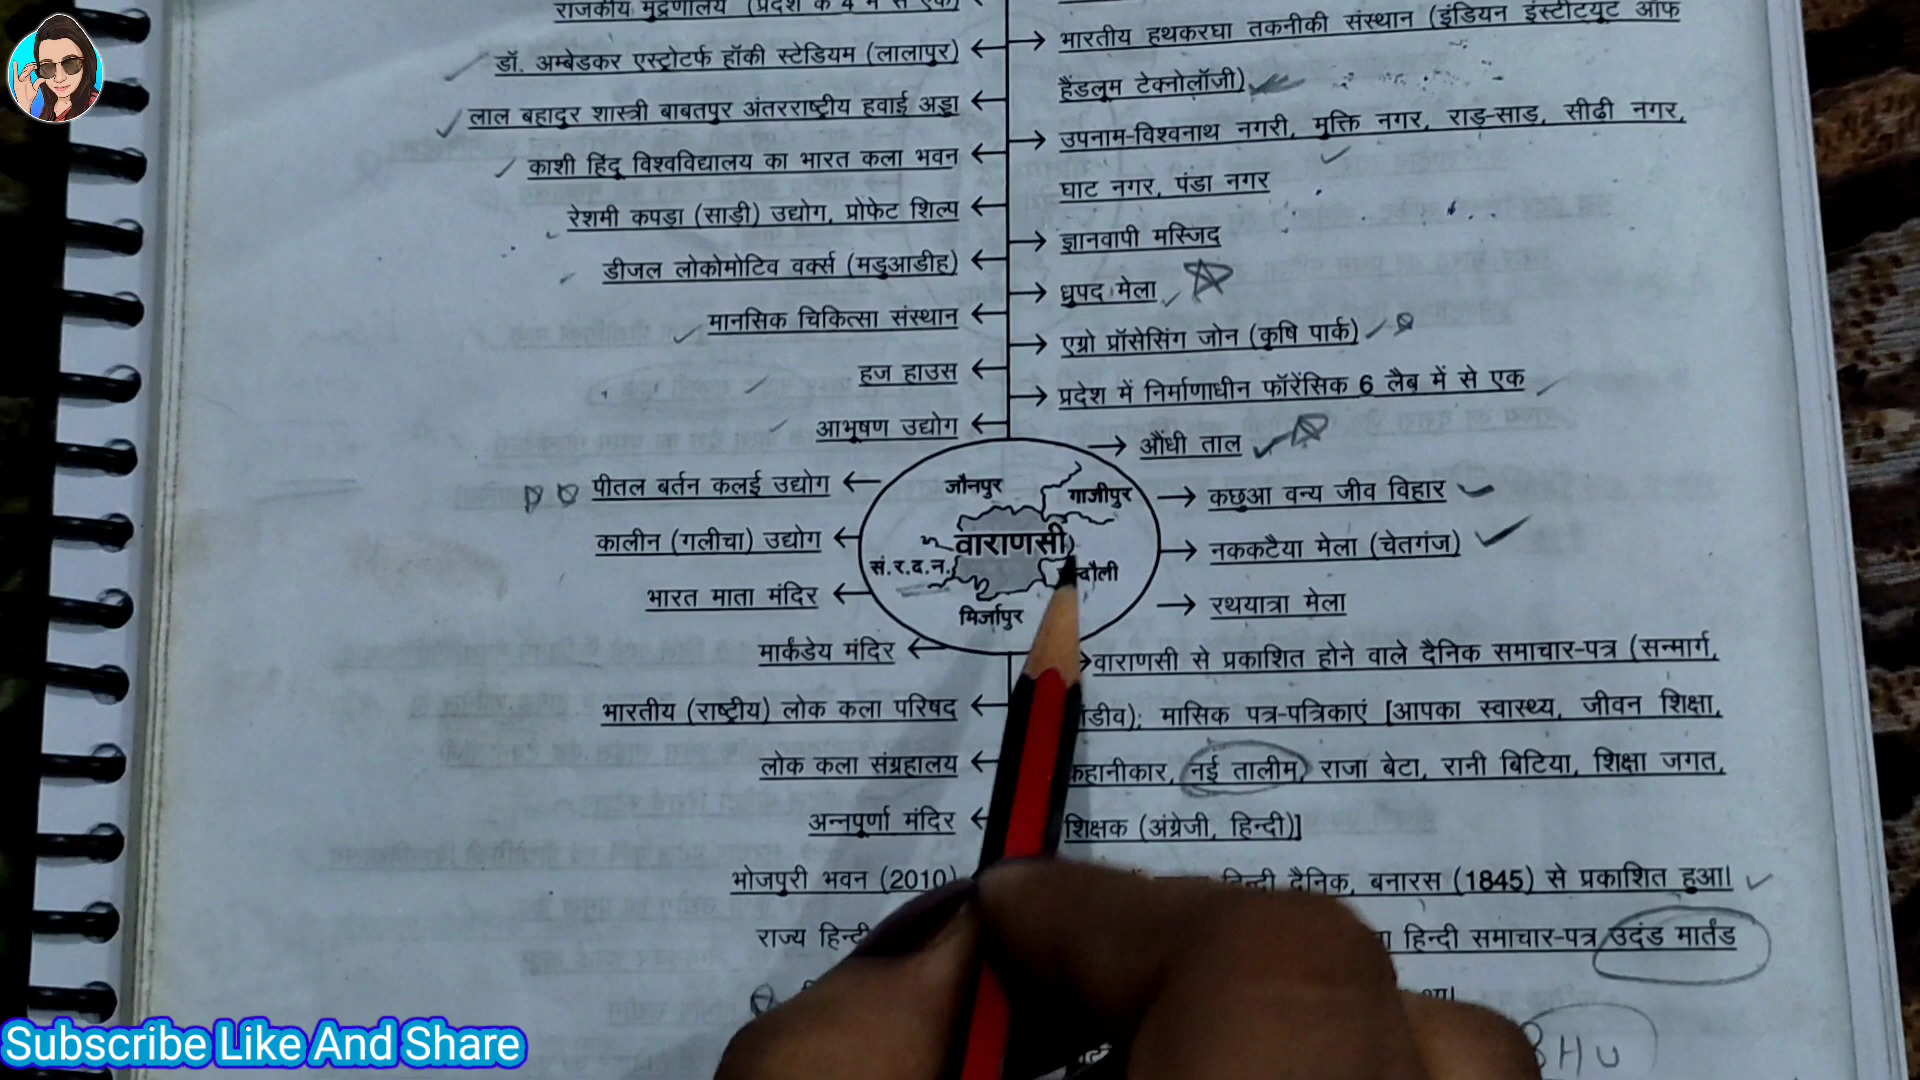 राजकीय मुद्रणालय (प्रदेश के 4 में से एक)
डॉ. अम्बेडकर एस्ट्रोटर्फ हॉकी स्टेडियम (लालापुर)
लाल बहादुर शास्त्री बाबतपुर अंतरराष्ट्रीय हवाई अड्डा
काशी हिंदू विश्वविद्यालय का भारत कला भवन
रेशमी कपड़ा (साड़ी) उद्योग, प्रोफेट शिल्प
डीजल लोकोमोटिव वर्क्स (मडुआडीह)
मानसिक चिकित्सा संस्थान
हज हाउस
आभूषण उद्योग
पीतल बर्तन कलई उद्योग
कालीन (गलीचा) उद्योग
भारत माता मंदिर
मार्कंडेय मंदिर
भारतीय (राष्ट्रीय) लोक कला परिषद
लोक कला संग्रहालय
अन्नपूर्णा मंदिर
भोजपुरी भवन (2010)
राज्य हिन्दी
जौनपुर
गाजीपुर
वाराणसी
सं.र.द.न.
दौली
मिर्जापुर
भारतीय हथकरघा तकनीकी संस्थान (इंडियन इंस्टीट्यूट ऑफ
हैंडलूम टेक्नोलॉजी)
उपनाम-विश्वनाथ नगरी, मुक्ति नगर, राड़-साड़, सीढी नगर,
घाट नगर, पंडा नगर
ज्ञानवापी मस्जिद
ध्रुपद मेला
एग्रो प्रॉसेसिंग जोन (कृषि पार्क)
प्रदेश में निर्माणाधीन फॉरेंसिक 6 लैब में से एक
औंधी ताल
कछुआ वन्य जीव विहार
नककटैया मेला (चेतगंज)
रथयात्रा मेला
वाराणसी से प्रकाशित होने वाले दैनिक समाचार-पत्र (सन्मार्ग,
ंडीव); मासिक पत्र-पत्रिकाएं [आपका स्वास्थ्य, जीवन शिक्षा,
कहानीकार, नई तालीम, राजा बेटा, रानी बिटिया, शिक्षा जगत,
शिक्षक (अंग्रेजी, हिन्दी)]
हिन्दी दैनिक, बनारस (1845) से प्रकाशित हुआ।
हिन्दी समाचार-पत्र उदंड मार्तंड
BHU
Subscribe Like And Share